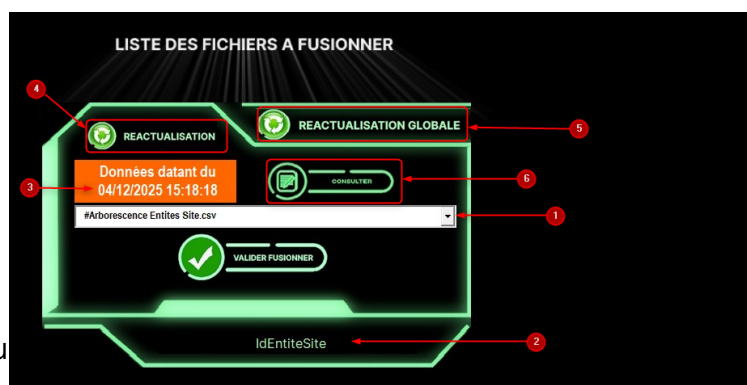 LISTE DES FICHIERS A FUSIONNER
4
REACTUALISATION
REACTUALISATION GLOBALE
5
Données datant du
04/12/2025 15:18:18
3
CONSULTER
6
#Arborescence Entites Site.csv
1
VALIDER FUSIONNER
IdEntiteSite
2